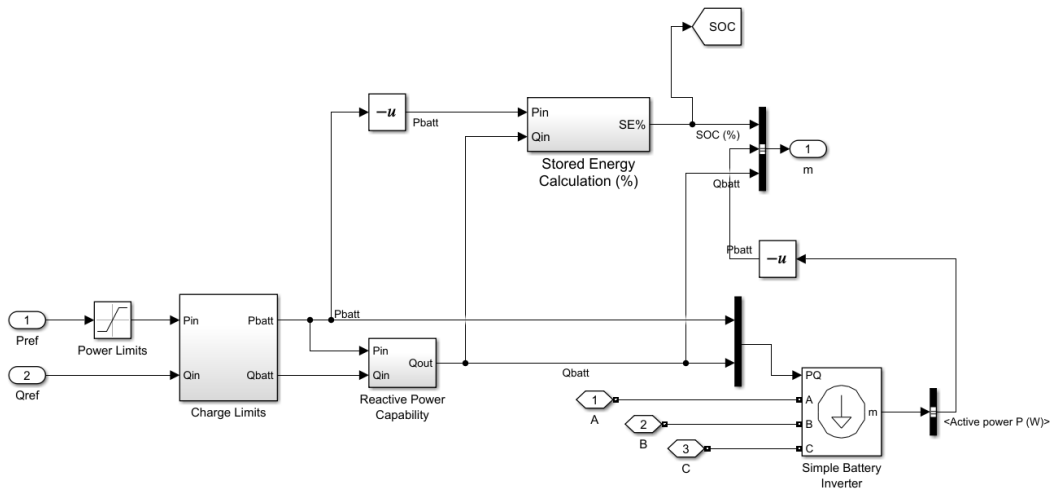 SOC
-u
Pbatt
Pin
Qin
SE%
Stored Energy
Calculation (%)
SOC (%)
Qbatt
1
m
Pbatt
-u
1
Pref
Power Limits
2
Qref
Pin
Qin
Pbatt
Qbatt
Charge Limits
Pbatt
Pin
Qin
Qout
Reactive Power
Capability
Qbatt
1
A
2
B
3
C
PQ
A
B
C
m
Simple Battery
Inverter
<Active power P (W)>